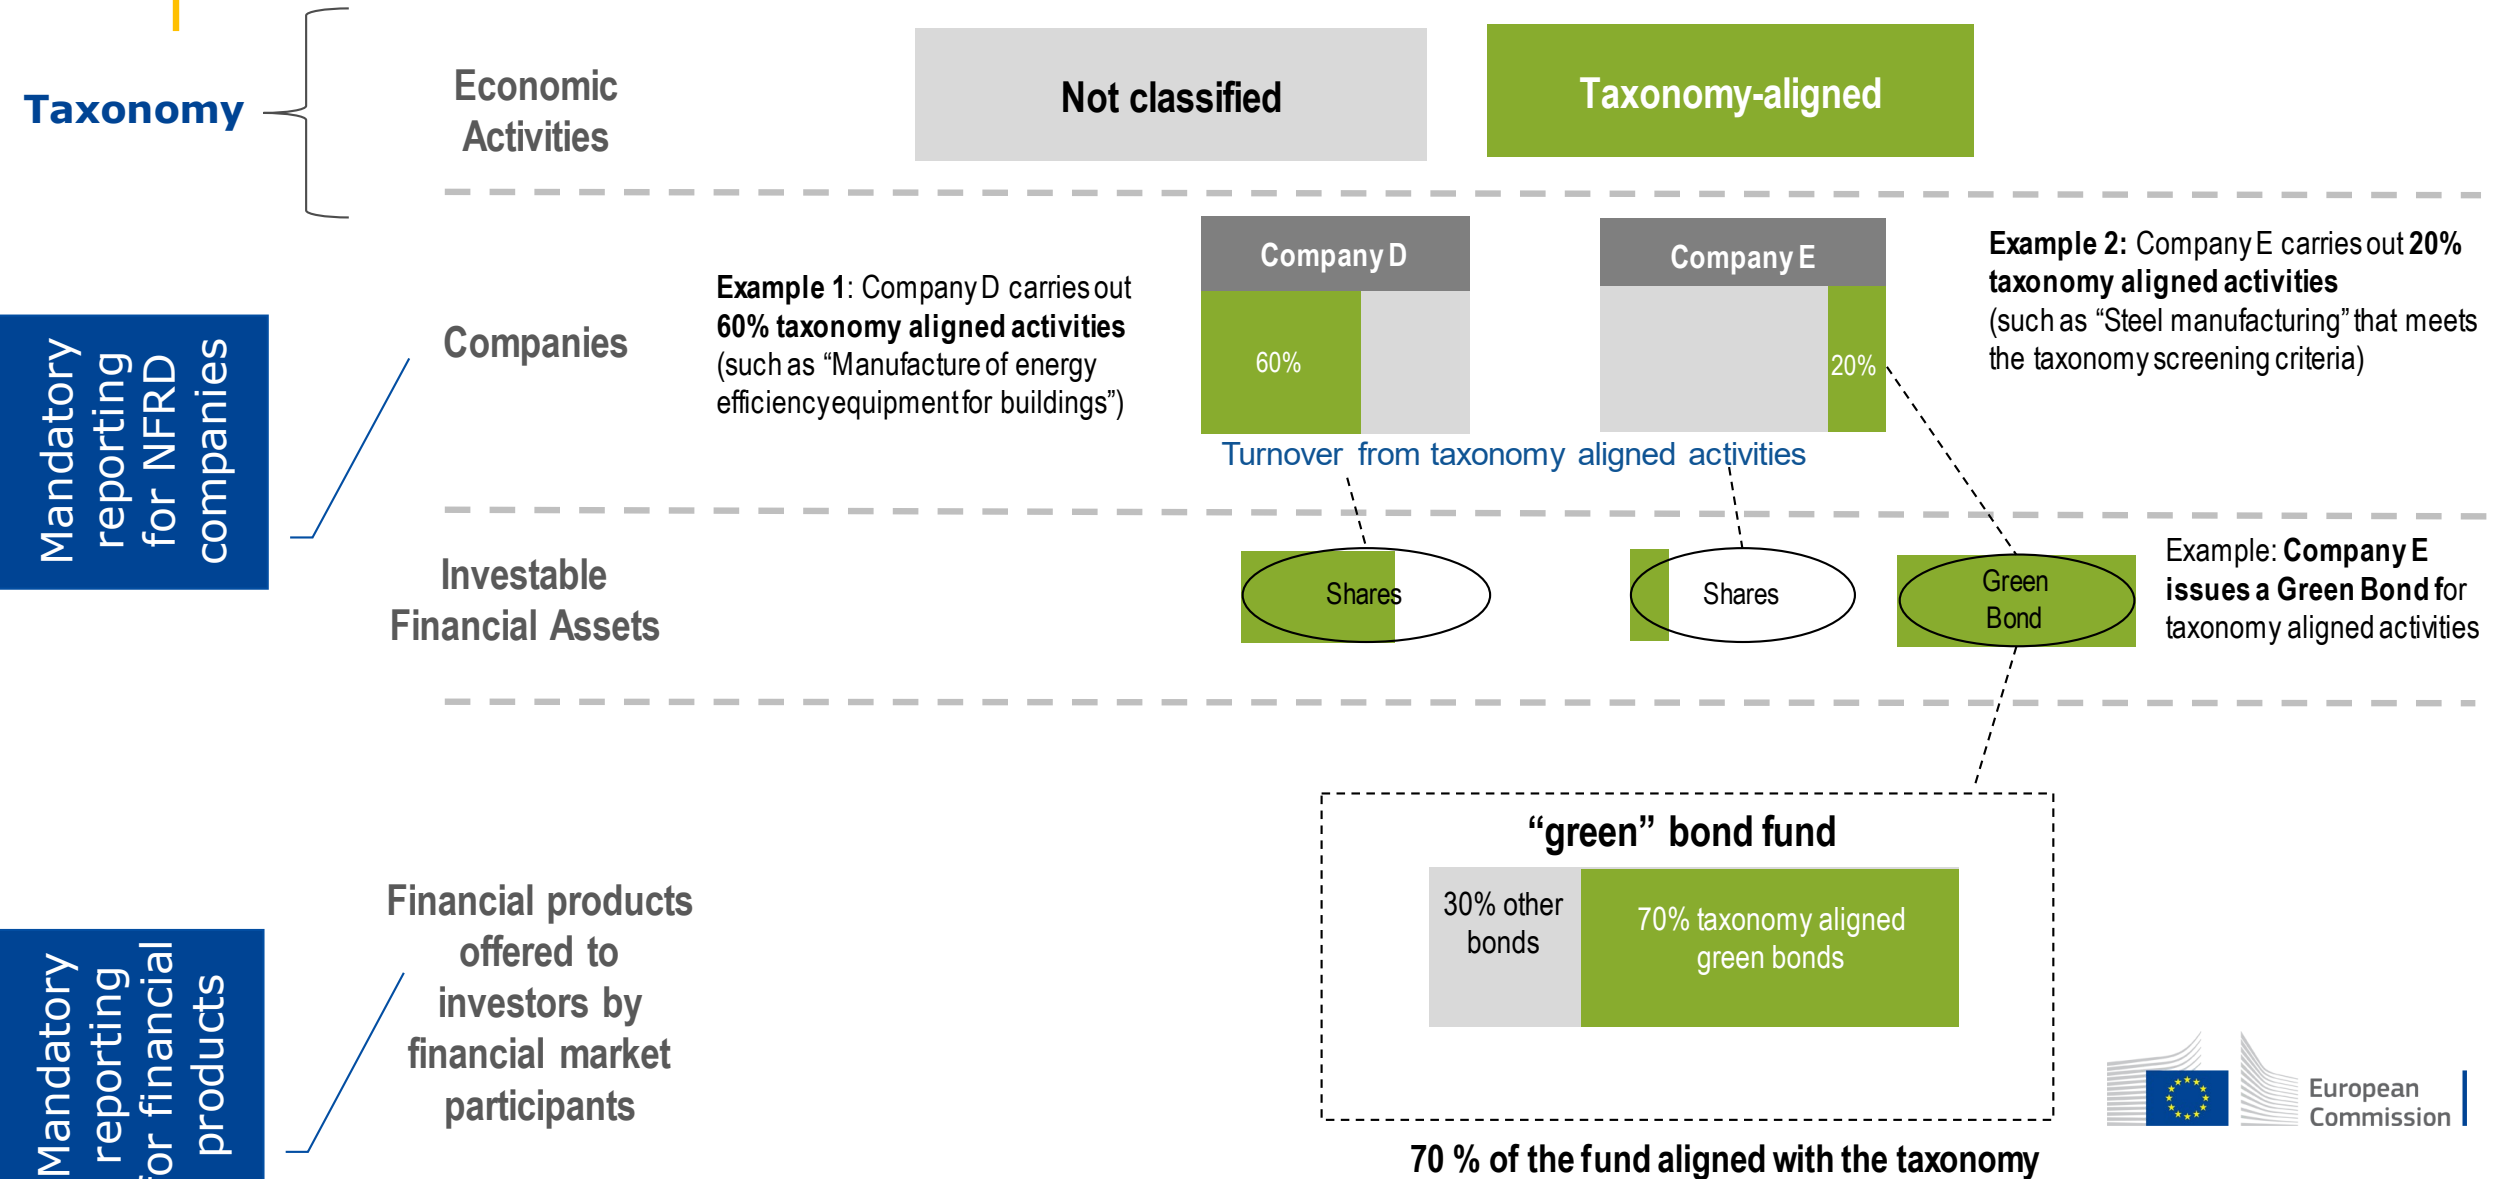 Taxonomy
Economic
Activities
Not classified
Taxonomy-aligned
Mandatory
reporting
for NFRD
companies
Companies
Example 1: Company D carries out
60% taxonomy aligned activities
(such as “Manufacture of energy
efficiency equipment for buildings”)
Company D
60%
Company E
20%
Turnover from taxonomy aligned activities
Example 2: Company E carries out 20%
taxonomy aligned activities
(such as “Steel manufacturing” that meets
the taxonomy screening criteria)
Investable
Financial Assets
Shares
Shares
Green
Bond
Example: Company E
issues a Green Bond for
taxonomy aligned activities
Mandatory
reporting
for financial
products
Financial products
offered to
investors by
financial market
participants
“green” bond fund
30% other
bonds
70% taxonomy aligned
green bonds
70 % of the fund aligned with the taxonomy
European
Commission